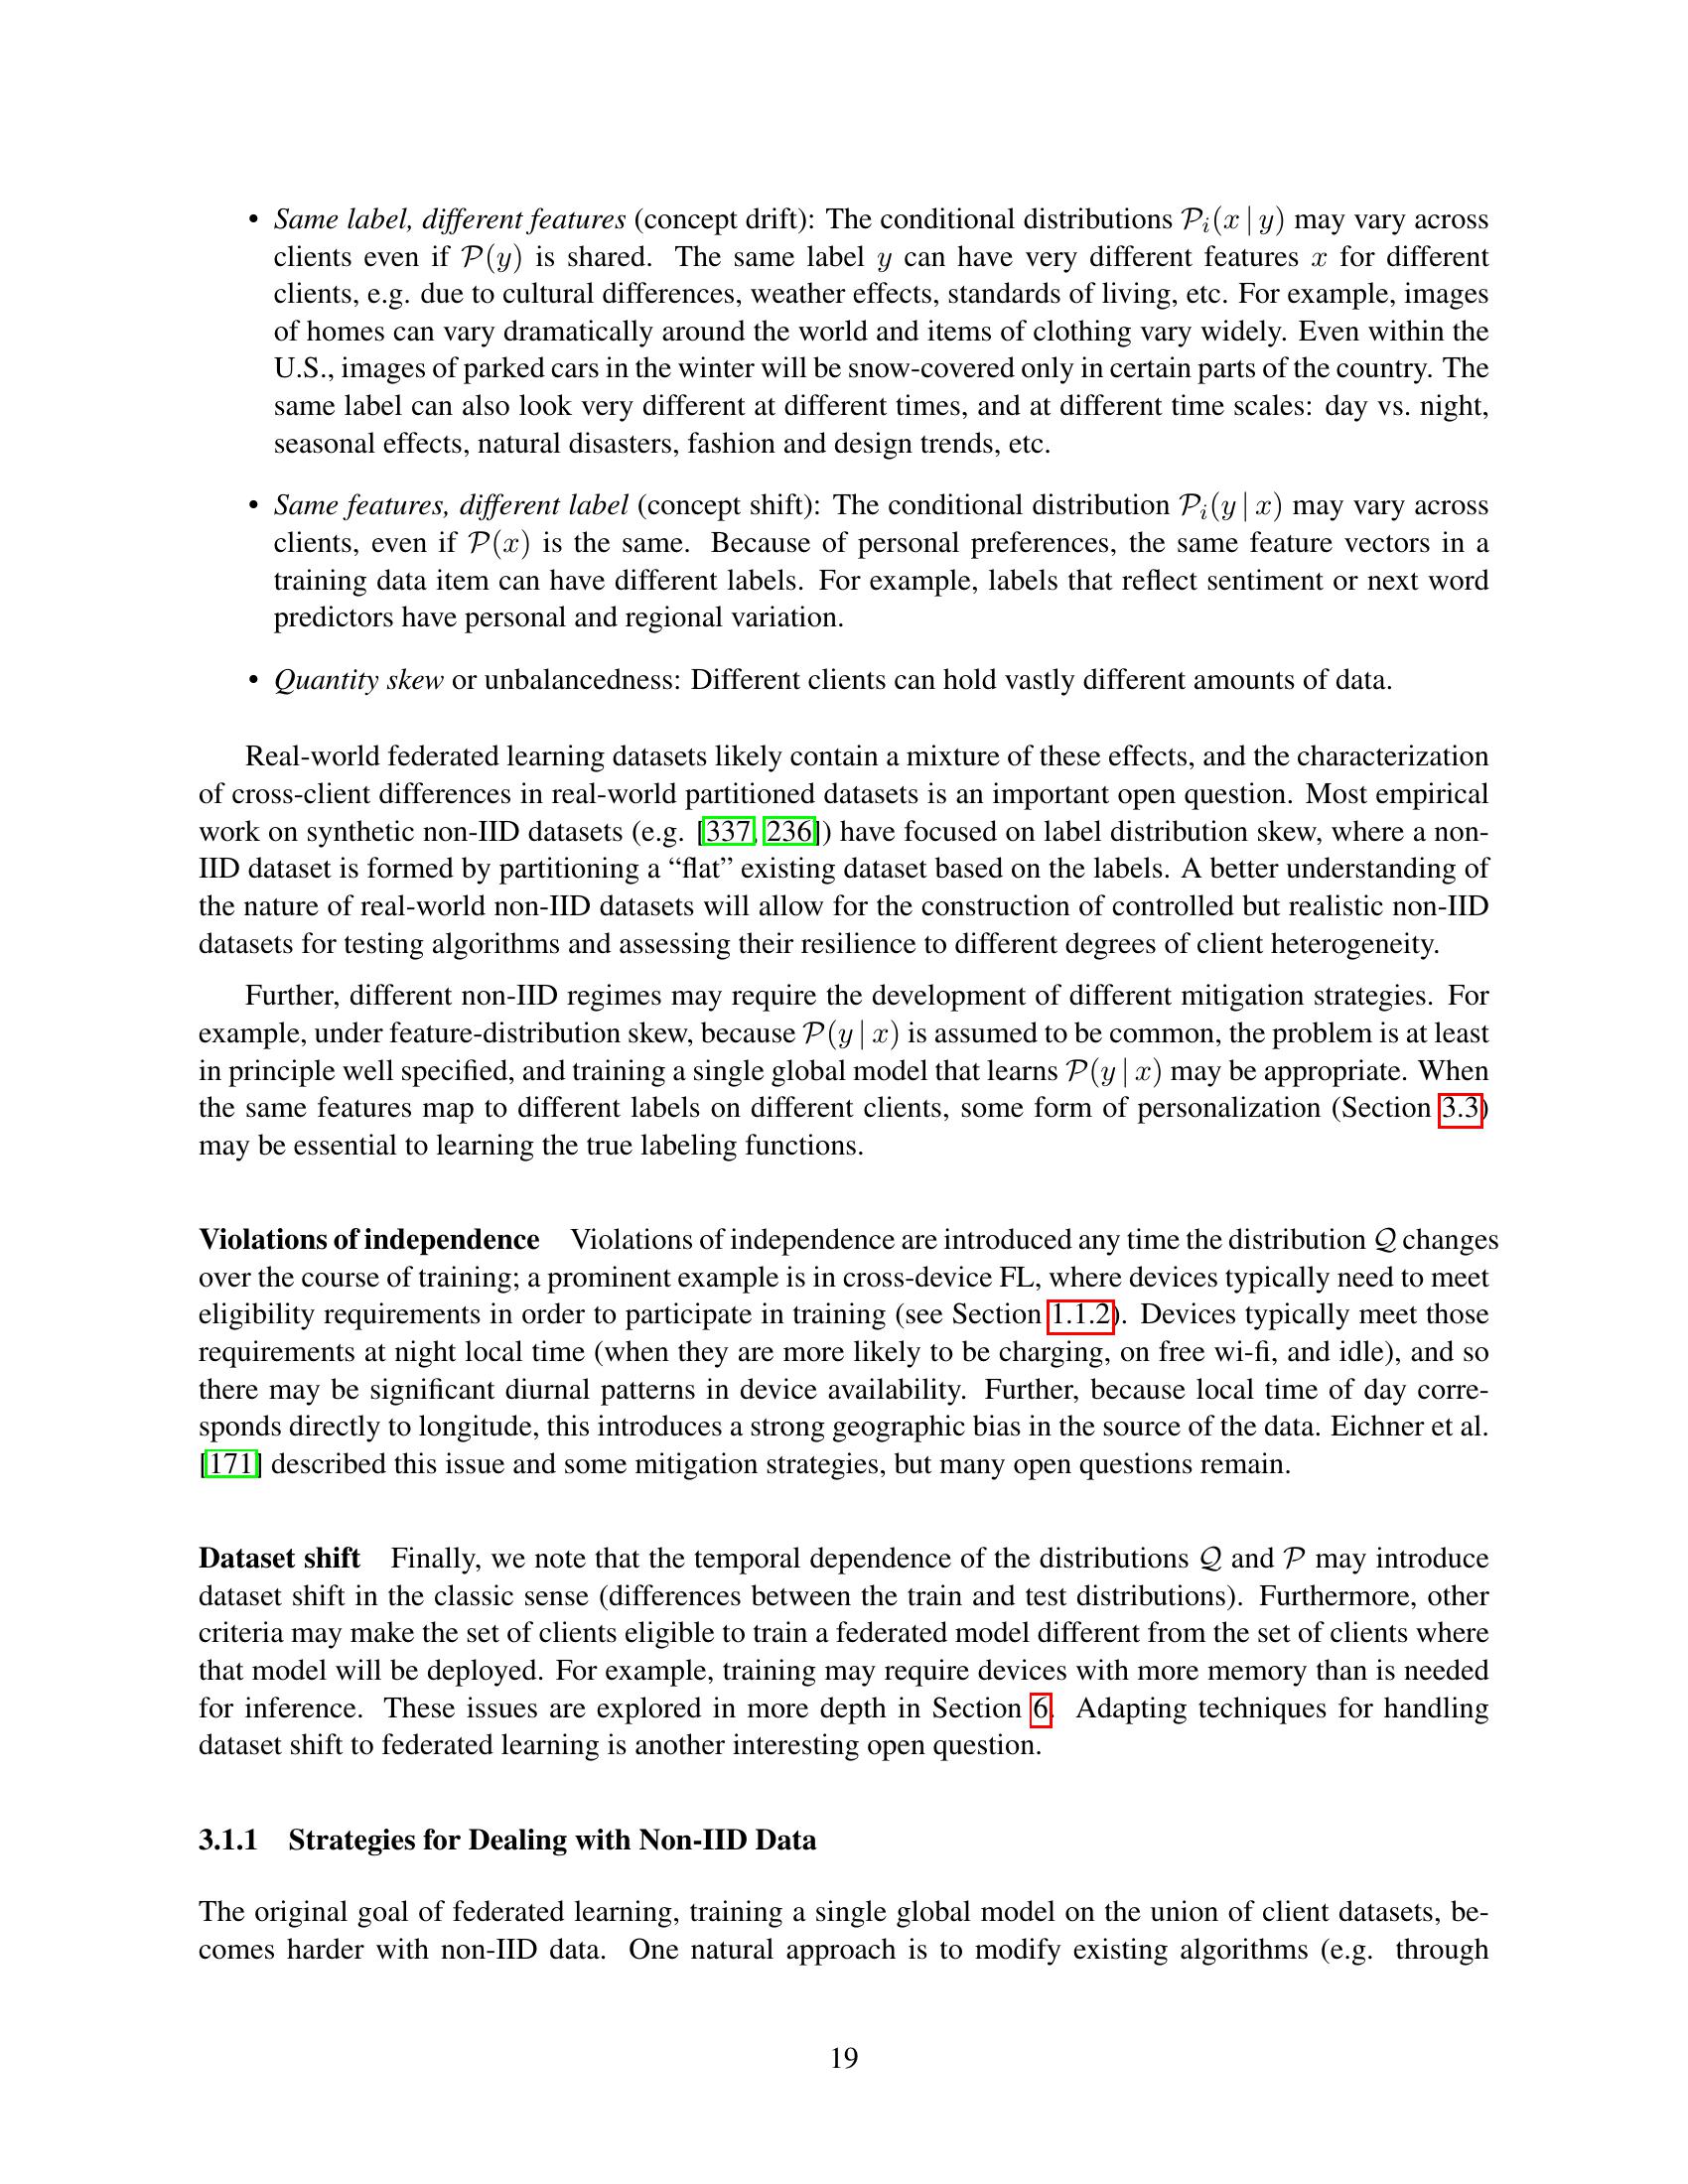 • Same label, different features (concept drift): The conditional distributions 𝒫ᵢ(x | y) may vary across
clients even if 𝒫(y) is shared. The same label y can have very different features x for different
clients, e.g. due to cultural differences, weather effects, standards of living, etc. For example, images
of homes can vary dramatically around the world and items of clothing vary widely. Even within the
U.S., images of parked cars in the winter will be snow-covered only in certain parts of the country. The
same label can also look very different at different times, and at different time scales: day vs. night,
seasonal effects, natural disasters, fashion and design trends, etc.
• Same features, different label (concept shift): The conditional distribution 𝒫ᵢ(y | x) may vary across
clients, even if 𝒫(x) is the same. Because of personal preferences, the same feature vectors in a
training data item can have different labels. For example, labels that reflect sentiment or next word
predictors have personal and regional variation.
• Quantity skew or unbalancedness: Different clients can hold vastly different amounts of data.
Real-world federated learning datasets likely contain a mixture of these effects, and the characterization
of cross-client differences in real-world partitioned datasets is an important open question. Most empirical
work on synthetic non-IID datasets (e.g. [337, 236]) have focused on label distribution skew, where a non-
IID dataset is formed by partitioning a “flat” existing dataset based on the labels. A better understanding of
the nature of real-world non-IID datasets will allow for the construction of controlled but realistic non-IID
datasets for testing algorithms and assessing their resilience to different degrees of client heterogeneity.
Further, different non-IID regimes may require the development of different mitigation strategies. For
example, under feature-distribution skew, because 𝒫(y | x) is assumed to be common, the problem is at least
in principle well specified, and training a single global model that learns 𝒫(y | x) may be appropriate. When
the same features map to different labels on different clients, some form of personalization (Section 3.3)
may be essential to learning the true labeling functions.
Violations of independence Violations of independence are introduced any time the distribution 𝒬 changes
over the course of training; a prominent example is in cross-device FL, where devices typically need to meet
eligibility requirements in order to participate in training (see Section 1.1.2). Devices typically meet those
requirements at night local time (when they are more likely to be charging, on free wi-fi, and idle), and so
there may be significant diurnal patterns in device availability. Further, because local time of day corre-
sponds directly to longitude, this introduces a strong geographic bias in the source of the data. Eichner et al.
[171] described this issue and some mitigation strategies, but many open questions remain.
Dataset shift Finally, we note that the temporal dependence of the distributions 𝒬 and 𝒫 may introduce
dataset shift in the classic sense (differences between the train and test distributions). Furthermore, other
criteria may make the set of clients eligible to train a federated model different from the set of clients where
that model will be deployed. For example, training may require devices with more memory than is needed
for inference. These issues are explored in more depth in Section 6. Adapting techniques for handling
dataset shift to federated learning is another interesting open question.
3.1.1 Strategies for Dealing with Non-IID Data
The original goal of federated learning, training a single global model on the union of client datasets, be-
comes harder with non-IID data. One natural approach is to modify existing algorithms (e.g. through
19